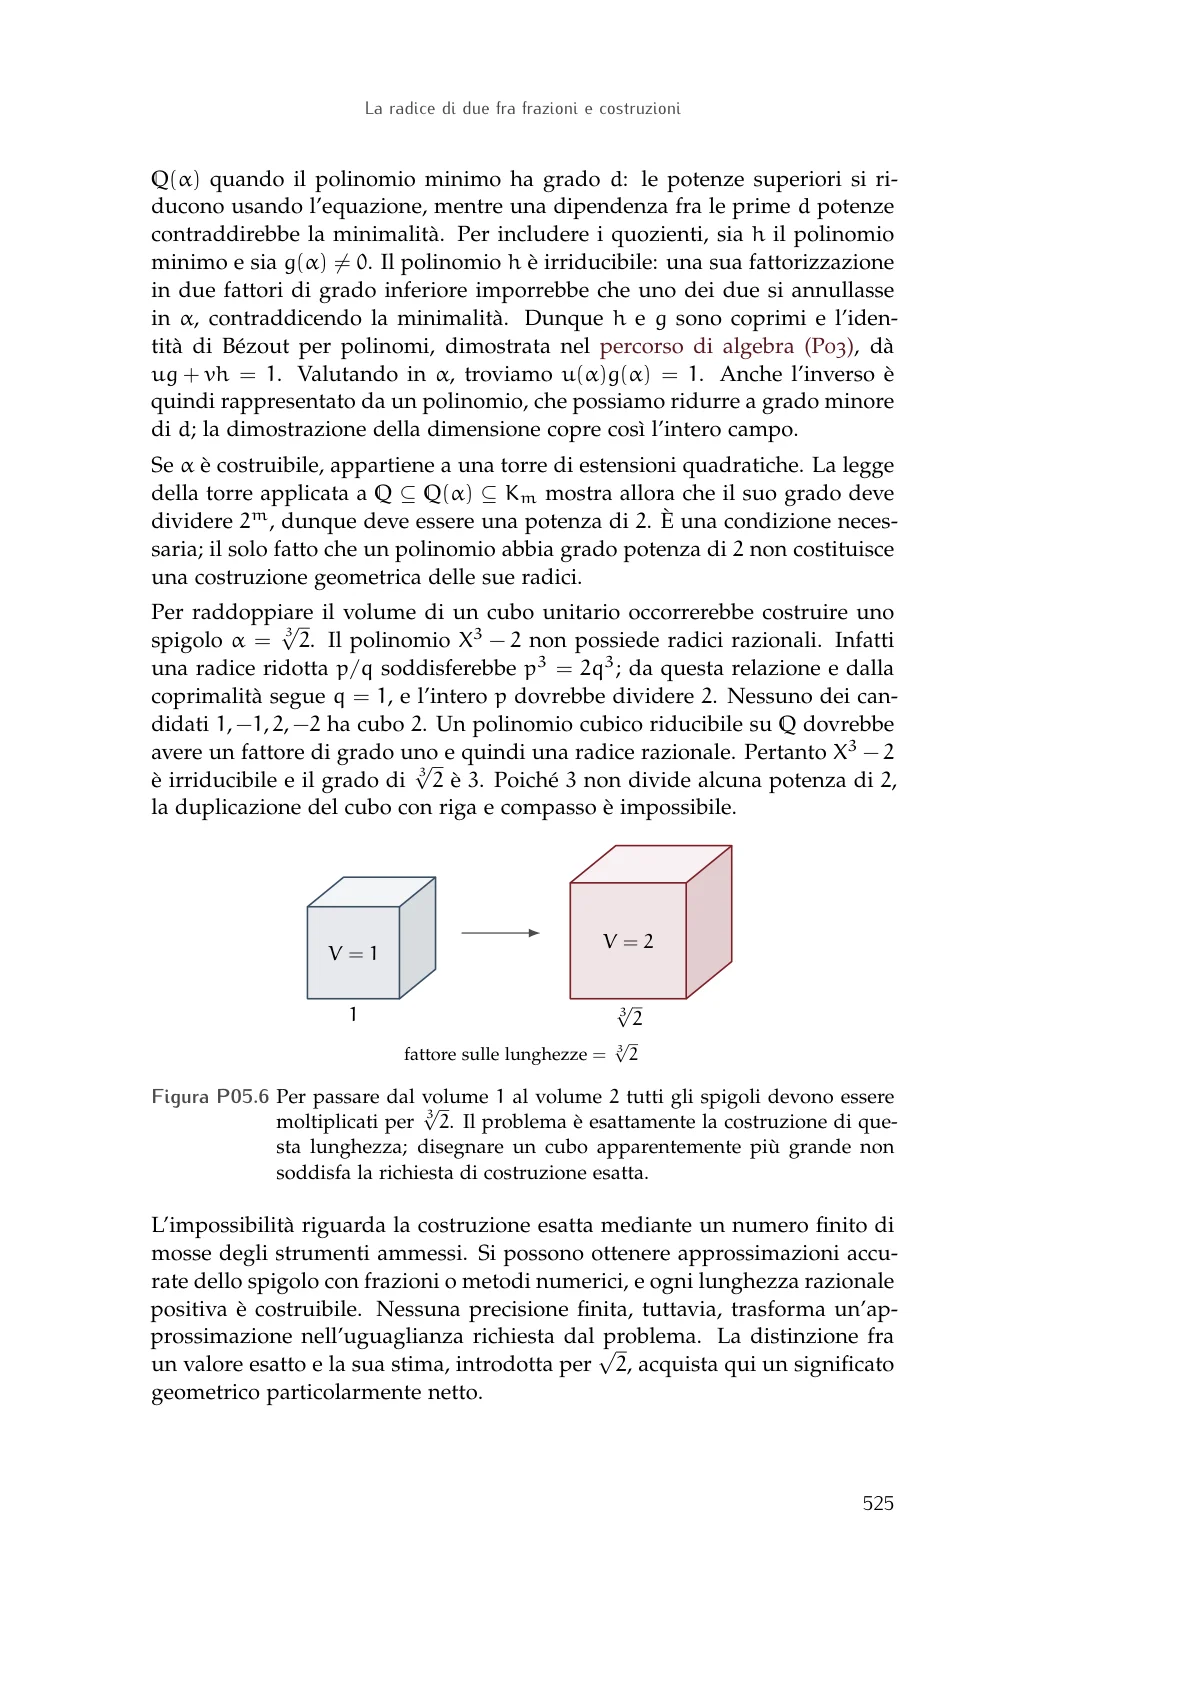 La radice di due fra frazioni e costruzioni
ℚ(α) quando il polinomio minimo ha grado d: le potenze superiori si ri-
ducono usando l'equazione, mentre una dipendenza fra le prime d potenze
contraddirebbe la minimalità. Per includere i quozienti, sia h il polinomio
minimo e sia g(α) ≠ 0. Il polinomio h è irriducibile: una sua fattorizzazione
in due fattori di grado inferiore imporrebbe che uno dei due si annullasse
in α, contraddicendo la minimalità. Dunque h e g sono coprimi e l'iden-
tità di Bézout per polinomi, dimostrata nel percorso di algebra (P03), dà
ug + vh = 1. Valutando in α, troviamo u(α)g(α) = 1. Anche l'inverso è
quindi rappresentato da un polinomio, che possiamo ridurre a grado minore
di d; la dimostrazione della dimensione copre così l'intero campo.
Se α è costruibile, appartiene a una torre di estensioni quadratiche. La legge
della torre applicata a ℚ ⊆ ℚ(α) ⊆ Kₘ mostra allora che il suo grado deve
dividere 2ᵐ, dunque deve essere una potenza di 2. È una condizione neces-
saria; il solo fatto che un polinomio abbia grado potenza di 2 non costituisce
una costruzione geometrica delle sue radici.
Per raddoppiare il volume di un cubo unitario occorrerebbe costruire uno
spigolo α = ∛2. Il polinomio X³ − 2 non possiede radici razionali. Infatti
una radice ridotta p/q soddisferebbe p³ = 2q³; da questa relazione e dalla
coprimalità segue q = 1, e l'intero p dovrebbe dividere 2. Nessuno dei can-
didati 1, −1, 2, −2 ha cubo 2. Un polinomio cubico riducibile su ℚ dovrebbe
avere un fattore di grado uno e quindi una radice razionale. Pertanto X³ − 2
è irriducibile e il grado di ∛2 è 3. Poiché 3 non divide alcuna potenza di 2,
la duplicazione del cubo con riga e compasso è impossibile.
V = 1
V = 2
1
∛2
fattore sulle lunghezze = ∛2
Figura P05.6 Per passare dal volume 1 al volume 2 tutti gli spigoli devono essere
moltiplicati per ∛2. Il problema è esattamente la costruzione di que-
sta lunghezza; disegnare un cubo apparentemente più grande non
soddisfa la richiesta di costruzione esatta.
L'impossibilità riguarda la costruzione esatta mediante un numero finito di
mosse degli strumenti ammessi. Si possono ottenere approssimazioni accu-
rate dello spigolo con frazioni o metodi numerici, e ogni lunghezza razionale
positiva è costruibile. Nessuna precisione finita, tuttavia, trasforma un'ap-
prossimazione nell'uguaglianza richiesta dal problema. La distinzione fra
un valore esatto e la sua stima, introdotta per √2, acquista qui un significato
geometrico particolarmente netto.
525